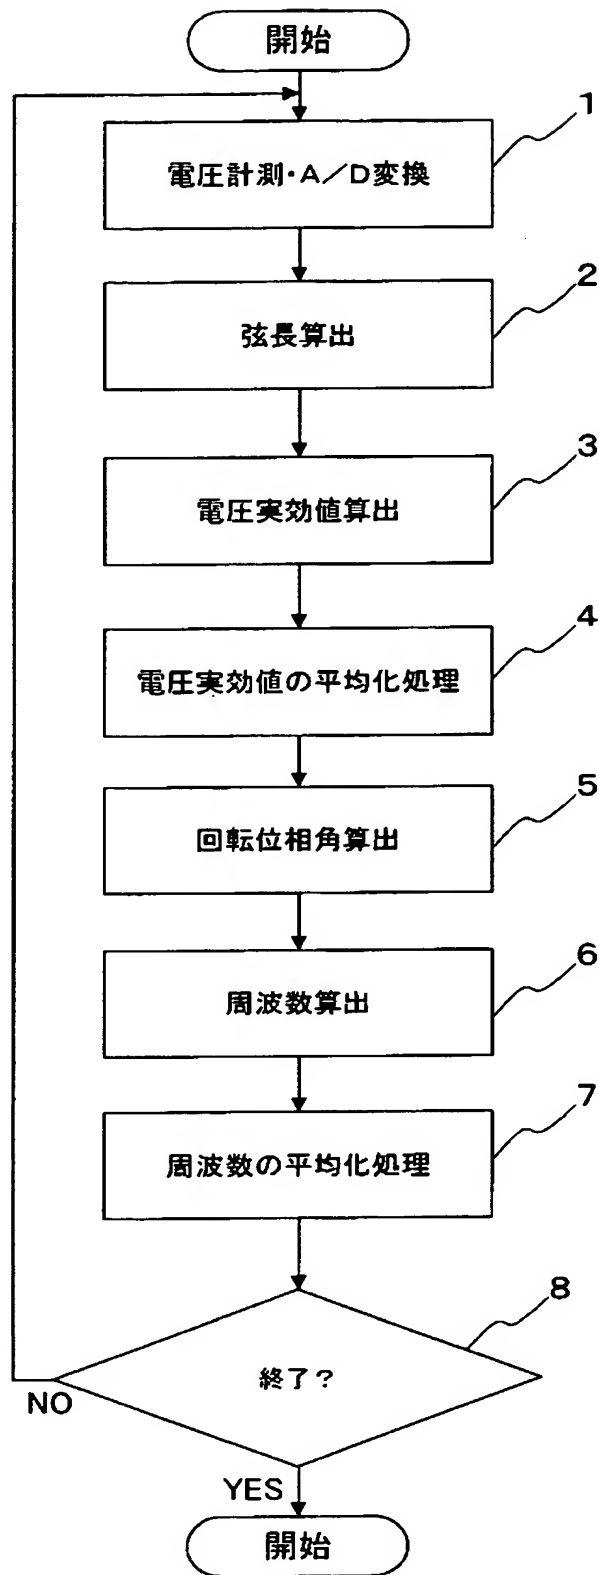 開始
1
電圧計測・A/D変換
2
弦長算出
3
電圧実効値算出
4
電圧実効値の平均化処理
5
回転位相角算出
6
周波数算出
7
周波数の平均化処理
8
終了?
NO
YES
開始